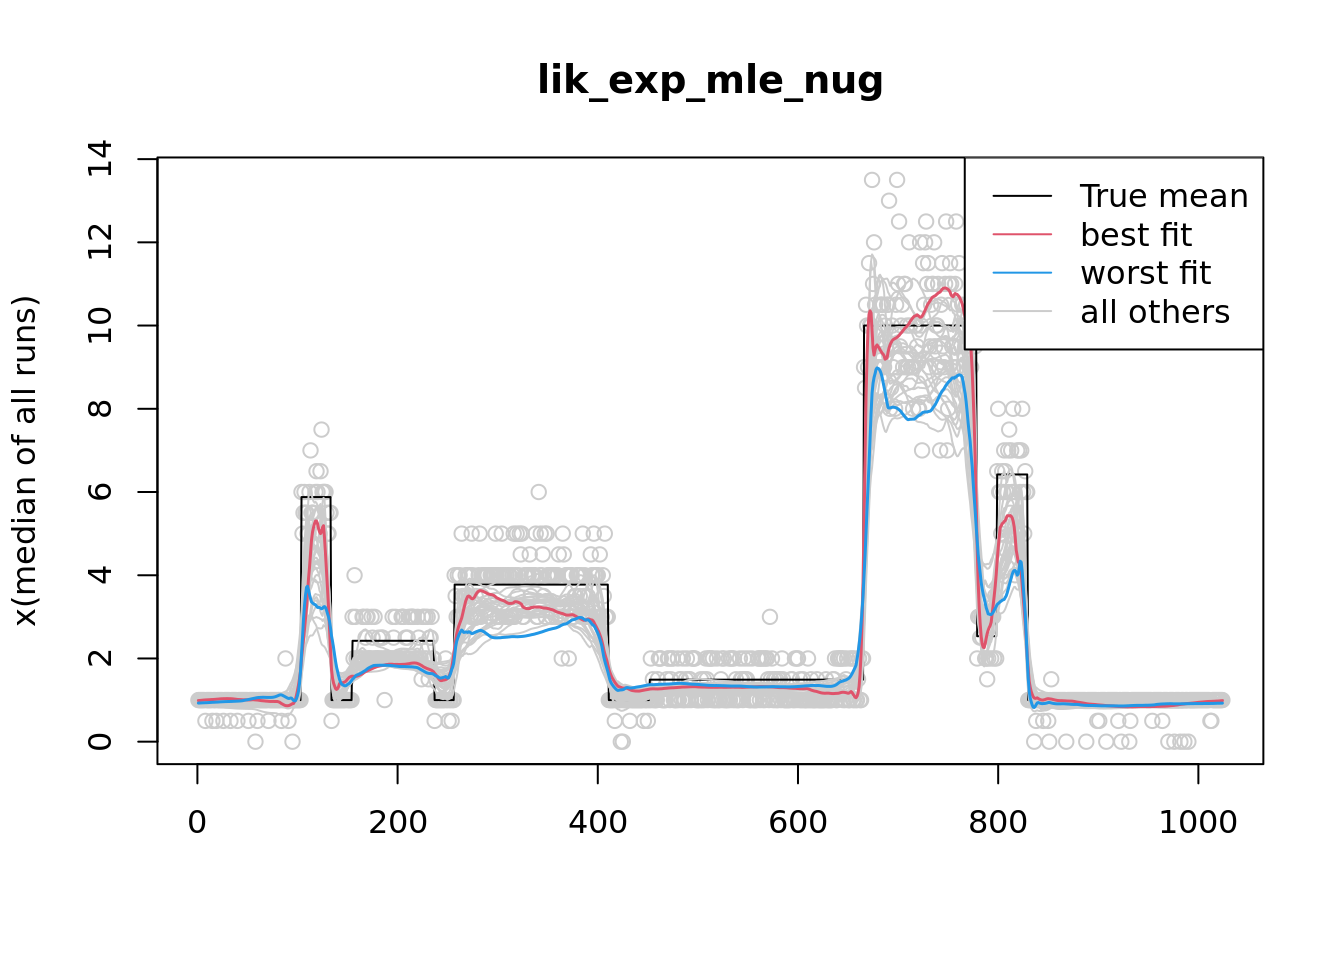 lik_exp_mle_nug
x(median of all runs)
14
12
10
8
6
4
2
0
True mean
best fit
worst fit
all others
0 200 400 600 800 1000